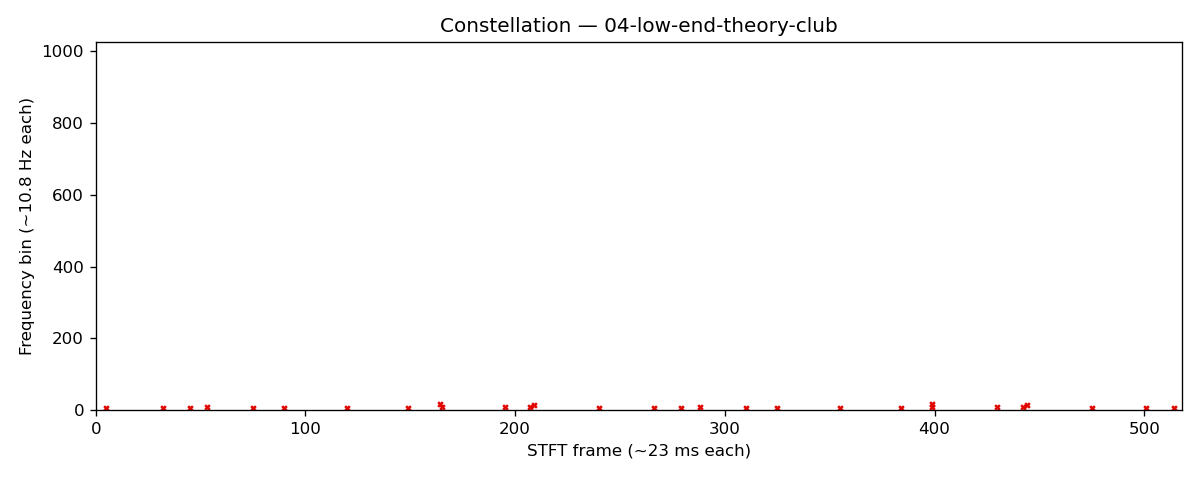 Constellation — 04-low-end-theory-club
Frequency bin (~10.8 Hz each)
1000
800
600
400
200
0
0 100 200 300 400 500
STFT frame (~23 ms each)